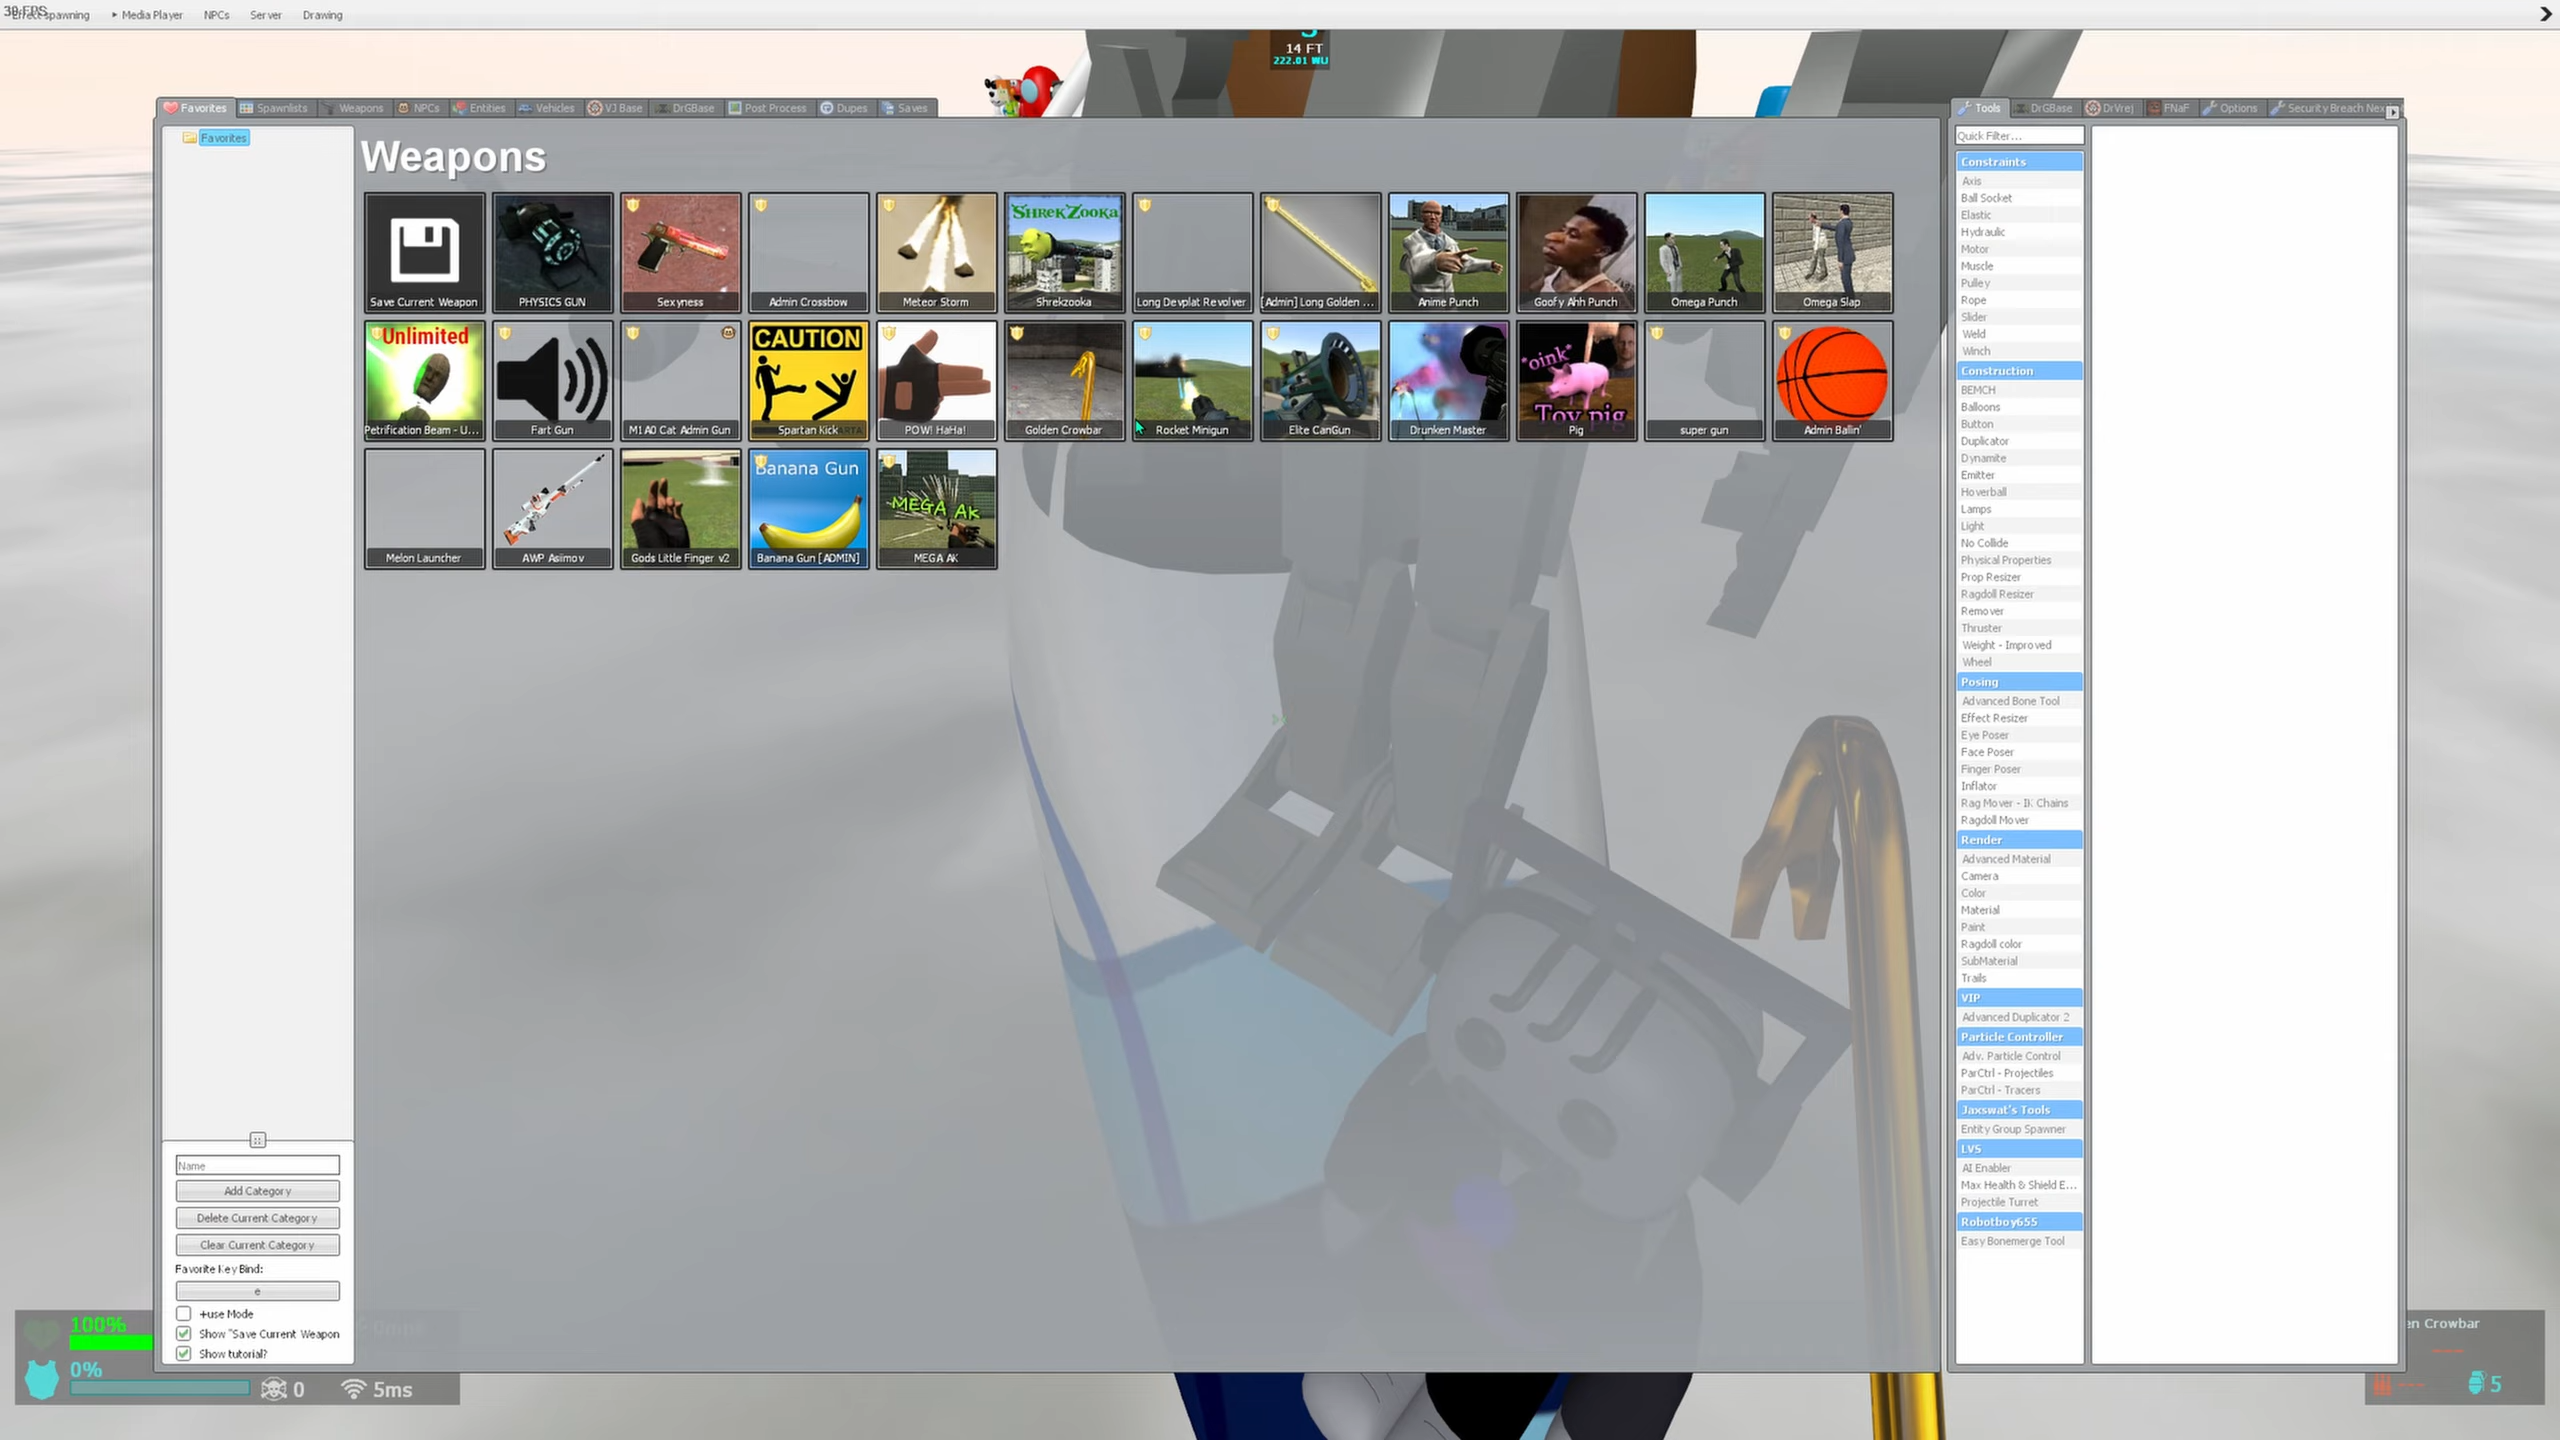 39 FPS
Effect spawning Media Player NPCs Server Drawing
14 FT
222.01 WU
Favorites Spawnlists Weapons NPCs Entities Vehicles VJ Base DrGBase Post Process Dupes Saves
Tools DrGBase DrVrej FNaF Options Security Breach Nex
Favorites
Weapons
ShrekZooka
Save Current Weapon PHYSICS GUN Sexyness Admin Crossbow Meteor Storm Shrekzooka Long Devplat Revolver [Admin] Long Golden ... Anime Punch Goofy Ahh Punch Omega Punch Omega Slap
Unlimited
CAUTION
*oink*
Toy pig
Petrification Beam - U... Fart Gun M1A0 Cat Admin Gun Spartan Kick POW! HaHa! Golden Crowbar Rocket Minigun Elite CanGun Drunken Master Pig super gun Admin Ballin'
Banana Gun
MEGA AK
Melon Launcher AWP Asiimov Gods Little Finger v2 Banana Gun [ADMIN] MEGA AK
Name
Add Category
Delete Current Category
Clear Current Category
Favorite Key Bind:
e
+use Mode
Show "Save Current Weapon
Show tutorial?
100%
0%
0
5ms
Quick Filter...
Constraints
Axis
Ball Socket
Elastic
Hydraulic
Motor
Muscle
Pulley
Rope
Slider
Weld
Winch
Construction
BEMCH
Balloons
Button
Duplicator
Dynamite
Emitter
Hoverball
Lamps
Light
No Collide
Physical Properties
Prop Resizer
Ragdoll Resizer
Remover
Thruster
Weight - Improved
Wheel
Posing
Advanced Bone Tool
Effect Resizer
Eye Poser
Face Poser
Finger Poser
Inflator
Rag Mover - IK Chains
Ragdoll Mover
Render
Advanced Material
Camera
Color
Material
Paint
Ragdoll color
SubMaterial
Trails
VIP
Advanced Duplicator 2
Particle Controller
Adv. Particle Control
ParCtrl - Projectiles
ParCtrl - Tracers
Jaxswat's Tools
Entity Group Spawner
LVS
AI Enabler
Max Health & Shield E...
Projectile Turret
Robotboy655
Easy Bonemerge Tool
en Crowbar
5